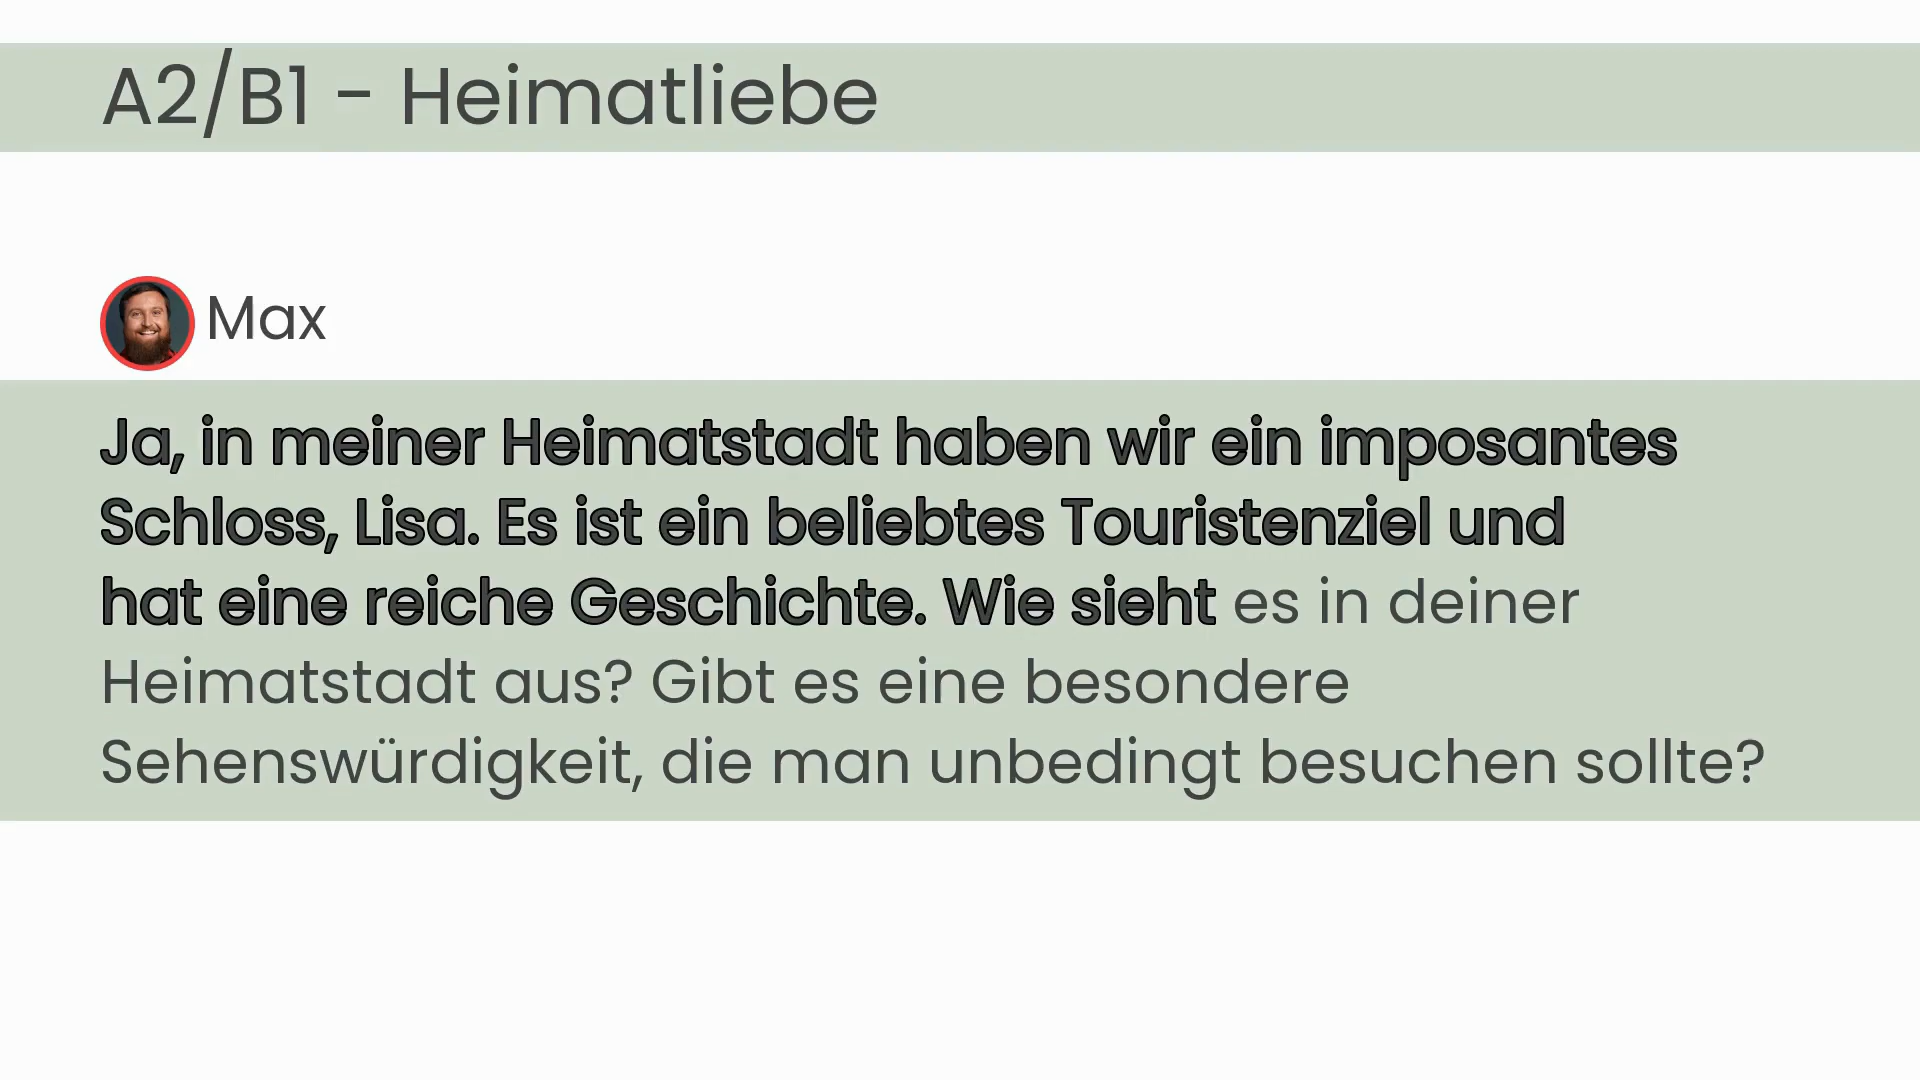 A2/B1 - Heimatliebe
Max
Ja, in meiner Heimatstadt haben wir ein imposantes
Schloss, Lisa. Es ist ein beliebtes Touristenziel und
hat eine reiche Geschichte. Wie sieht es in deiner
Heimatstadt aus? Gibt es eine besondere
Sehenswürdigkeit, die man unbedingt besuchen sollte?